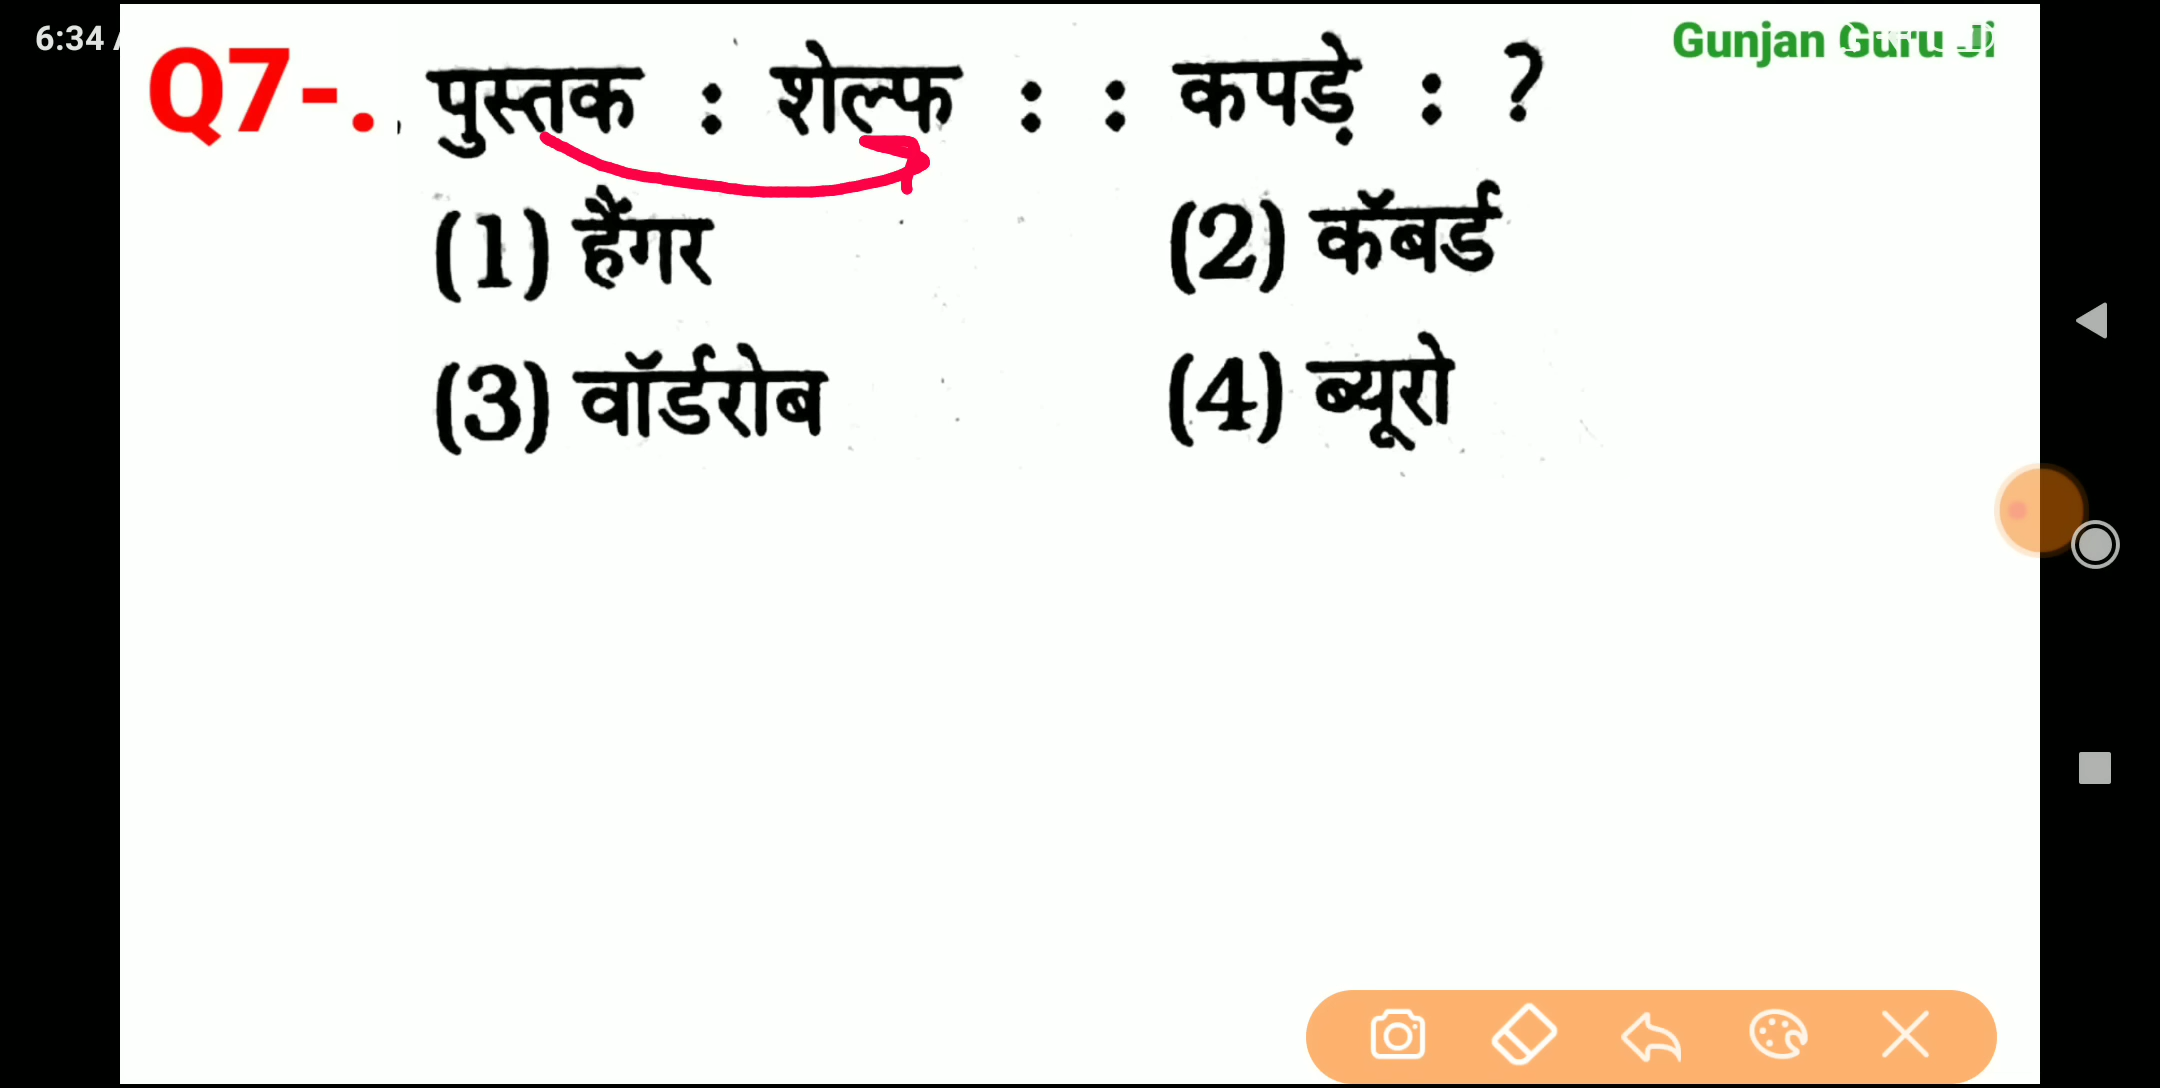 6:34
Gunjan Guru Ji
Q7-. पुस्तक : शेल्फ : : कपड़े : ?
(1) हैंगर (2) कॅबर्ड
(3) वॉर्डरोब (4) ब्यूरो